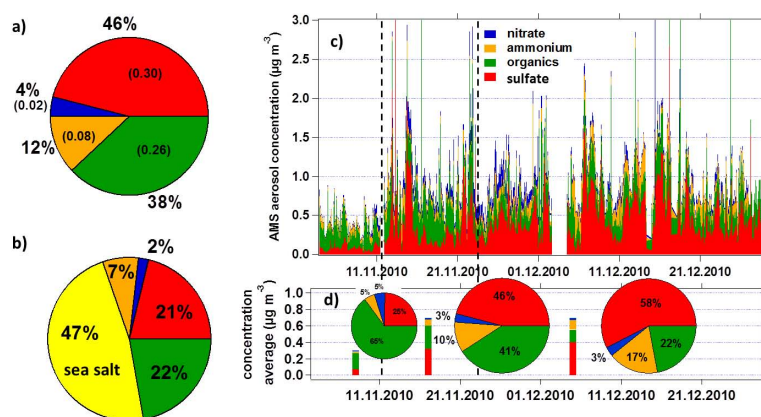 a)
46%
(0.30)
4%
(0.02)
12%
(0.08)
(0.26)
38%
b)
2%
7%
21%
47%
sea salt
22%
c)
nitrate
ammonium
organics
sulfate
AMS aerosol concentration (µg m-3)
3.0
2.5
2.0
1.5
1.0
0.5
0.0
11.11.2010 21.11.2010 01.12.2010 11.12.2010 21.12.2010
d)
concentration
average (µg m-3)
1.0
0.8
0.6
0.4
0.2
0.0
5% 5%
25%
65%
46%
3%
10%
41%
58%
3%
17%
22%
11.11.2010 21.11.2010 01.12.2010 11.12.2010 21.12.2010